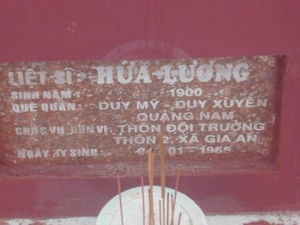 LIỆT SĨ : HỨA LƯƠNG
SINH NĂM : 1900
QUÊ QUÁN : DUY MỸ - DUY XUYÊN
QUẢNG NAM
CHỨC VỤ ĐƠN VỊ : THÔN ĐỘI TRƯỞNG
THÔN 2, XÃ GIA AN
NGÀY HY SINH : 01 - 1965